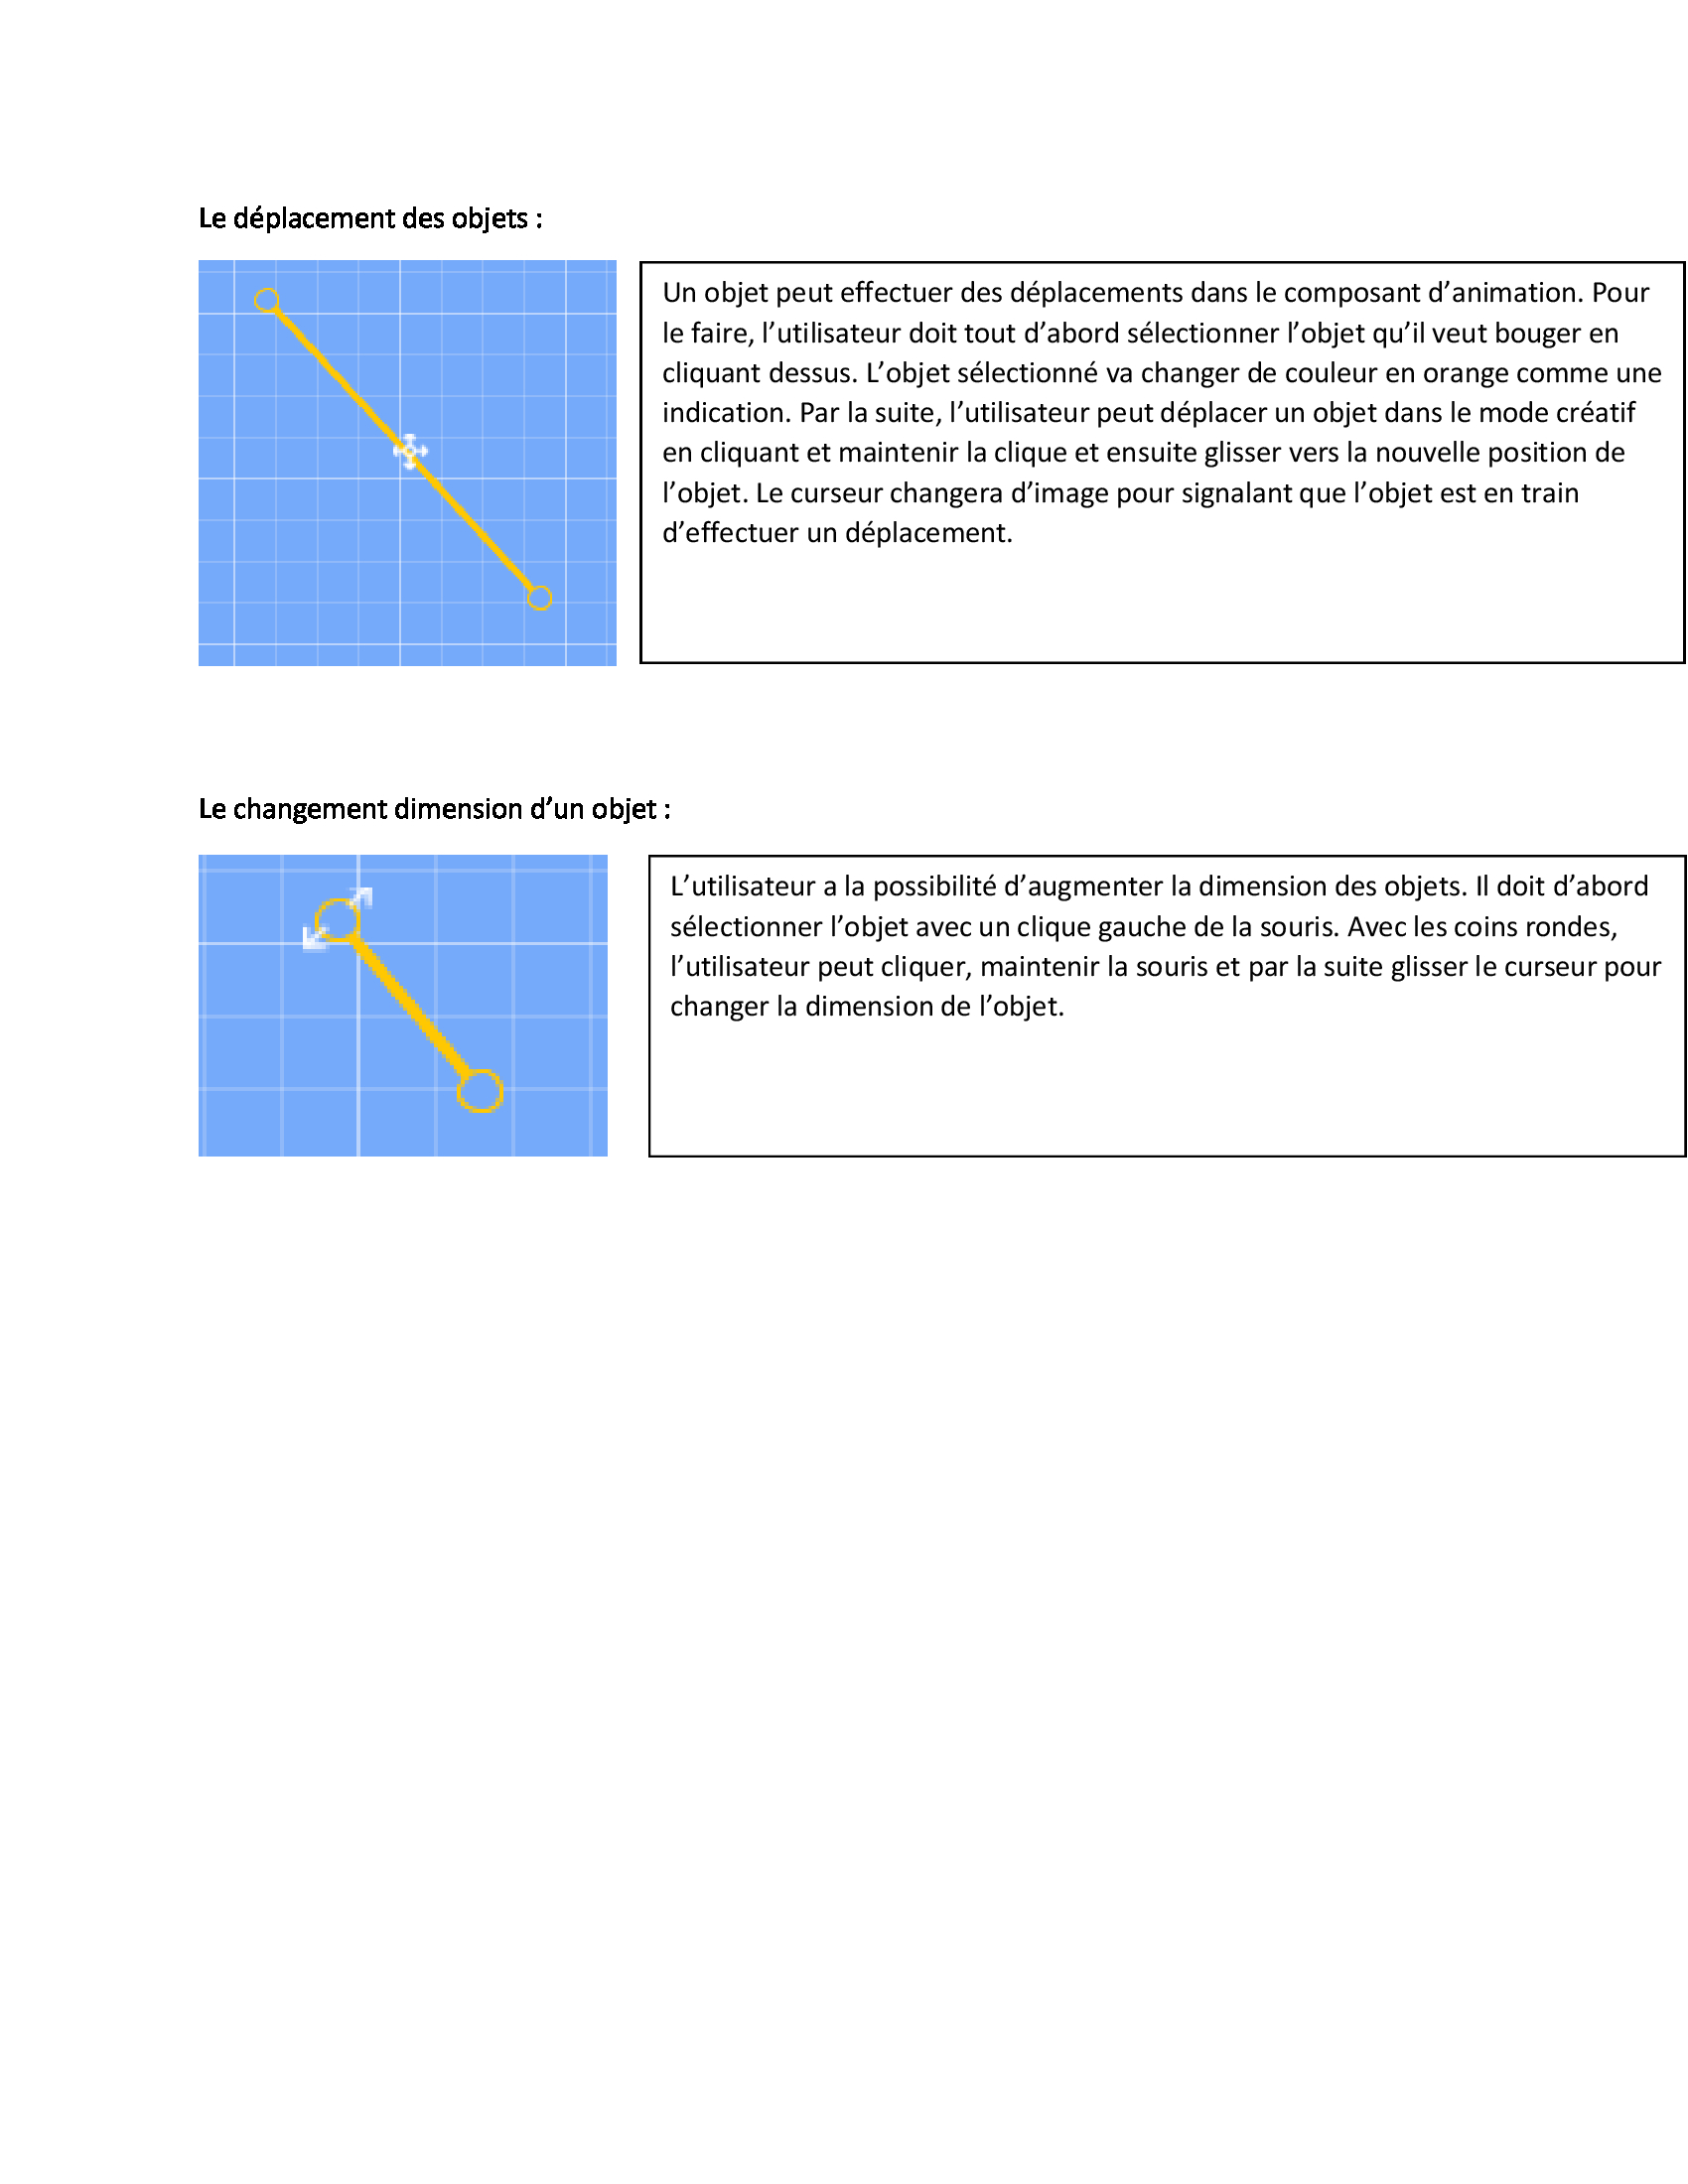 Le déplacement des objets :
Un objet peut effectuer des déplacements dans le composant d’animation. Pour
le faire, l’utilisateur doit tout d’abord sélectionner l’objet qu’il veut bouger en
cliquant dessus. L’objet sélectionné va changer de couleur en orange comme une
indication. Par la suite, l’utilisateur peut déplacer un objet dans le mode créatif
en cliquant et maintenir la clique et ensuite glisser vers la nouvelle position de
l’objet. Le curseur changera d’image pour signalant que l’objet est en train
d’effectuer un déplacement.
Le changement dimension d’un objet :
L’utilisateur a la possibilité d’augmenter la dimension des objets. Il doit d’abord
sélectionner l’objet avec un clique gauche de la souris. Avec les coins rondes,
l’utilisateur peut cliquer, maintenir la souris et par la suite glisser le curseur pour
changer la dimension de l’objet.